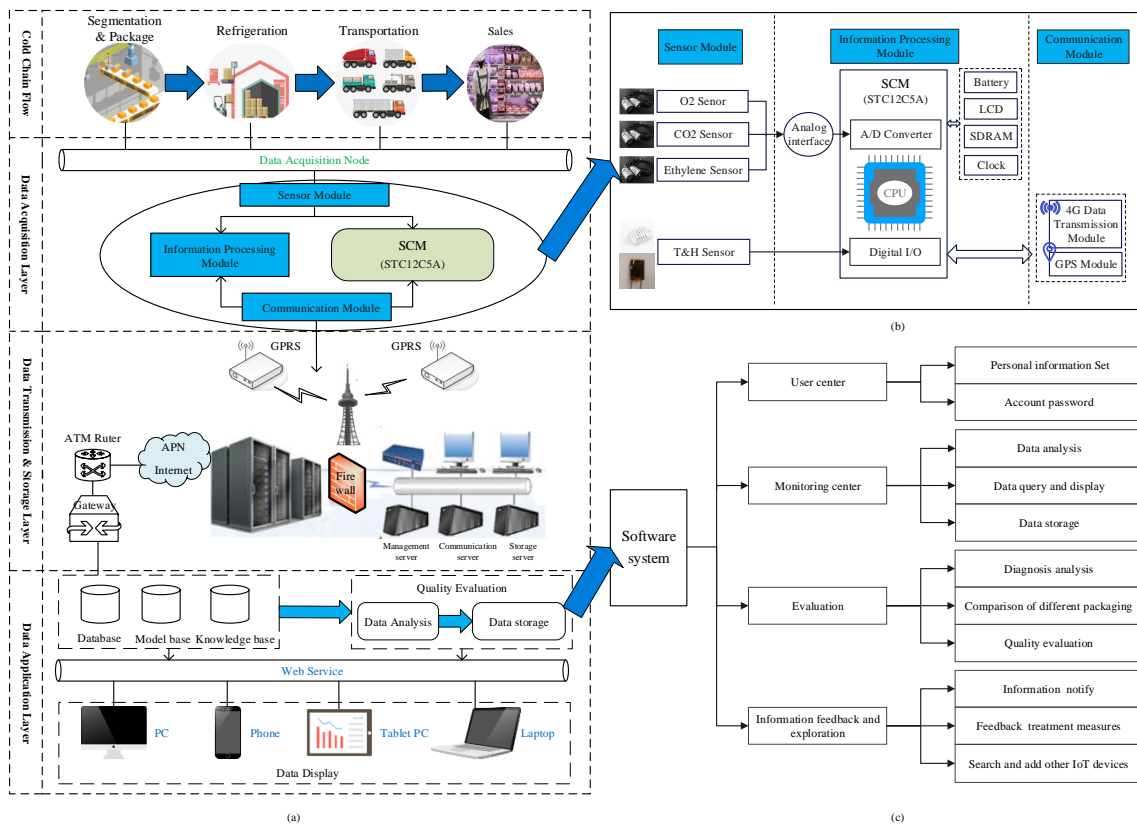 Cold Chain Flow
Segmentation
& Package
Refrigeration
Transportation
Sales
Data Acquisition Layer
Data Acquisition Node
Sensor Module
Information Processing
Module
SCM
(STC12C5A)
Communication Module
Data Transmission & Storage Layer
GPRS
GPRS
ATM Ruter
APN
Internet
Gateway
Fire
wall
Management
server
Communication
server
Storage
server
Data Application Layer
Database
Model base
Knowledge base
Quality Evaluation
Data Analysis
Data storage
Web Service
PC
Phone
Tablet PC
Laptop
Data Display
(a)
Sensor Module
Information Processing
Module
Communication
Module
O2 Senor
CO2 Sensor
Ethylene Sensor
T&H Sensor
Analog
interface
SCM
(STC12C5A)
A/D Converter
CPU
Digital I/O
Battery
LCD
SDRAM
Clock
4G Data
Transmission
Module
GPS Module
(b)
Software
system
User center
Personal information Set
Account password
Monitoring center
Data analysis
Data query and display
Data storage
Evaluation
Diagnosis analysis
Comparison of different packaging
Quality evaluation
Information feedback and
exploration
Information notify
Feedback treatment measures
Search and add other IoT devices
(c)